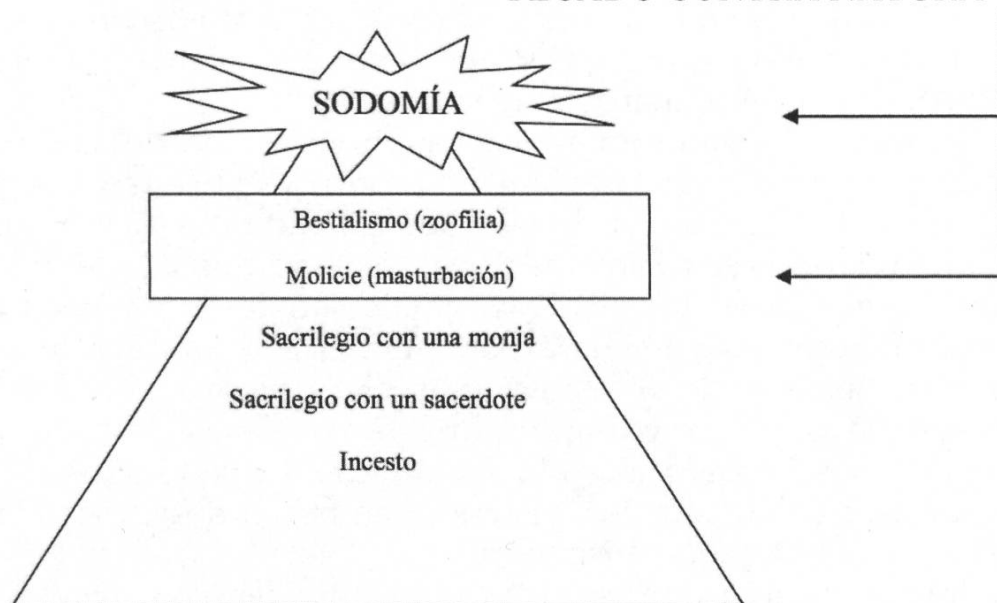 SODOMÍA
Bestialismo (zoofilia)
Molicie (masturbación)
Sacrilegio con una monja
Sacrilegio con un sacerdote
Incesto